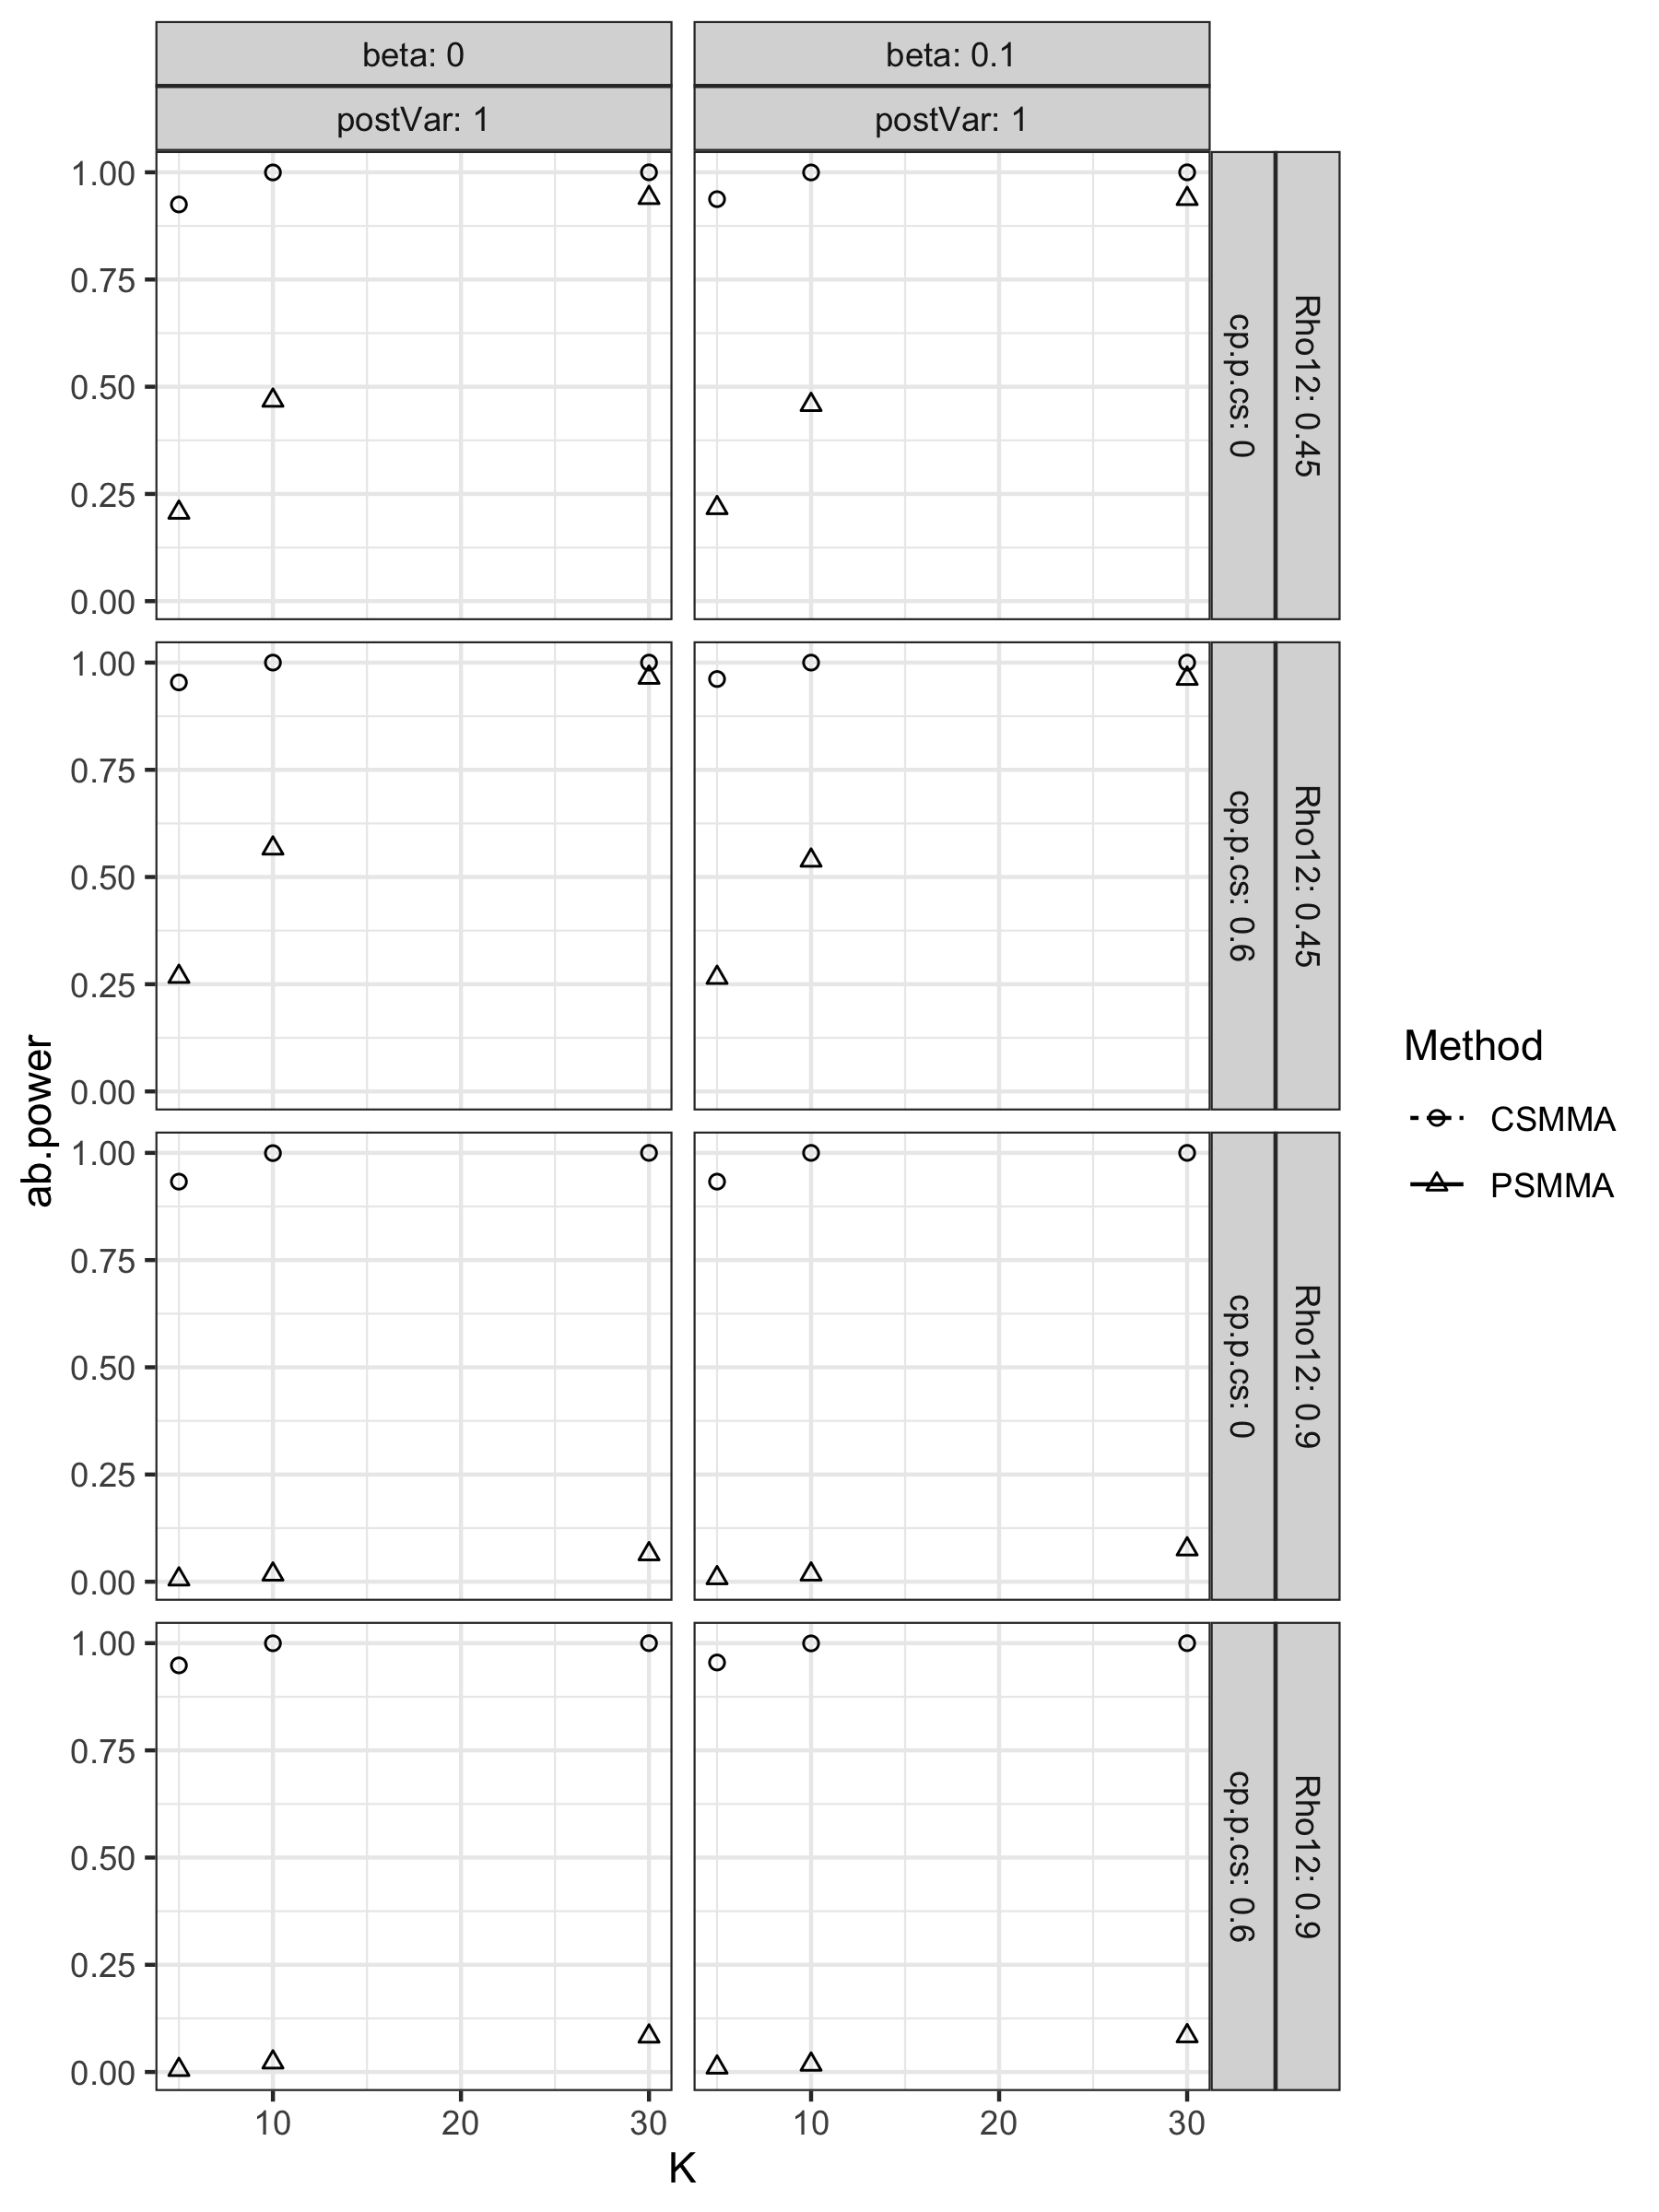 beta: 0
beta: 0.1
postVar: 1
postVar: 1
1.00
0.75
0.50
0.25
0.00
cp.p.cs: 0
Rho12: 0.45
1.00
0.75
0.50
0.25
0.00
cp.p.cs: 0.6
Rho12: 0.45
1.00
0.75
0.50
0.25
0.00
cp.p.cs: 0
Rho12: 0.9
1.00
0.75
0.50
0.25
0.00
cp.p.cs: 0.6
Rho12: 0.9
10
20
30
10
20
30
K
ab.power
Method
CSMMA
PSMMA